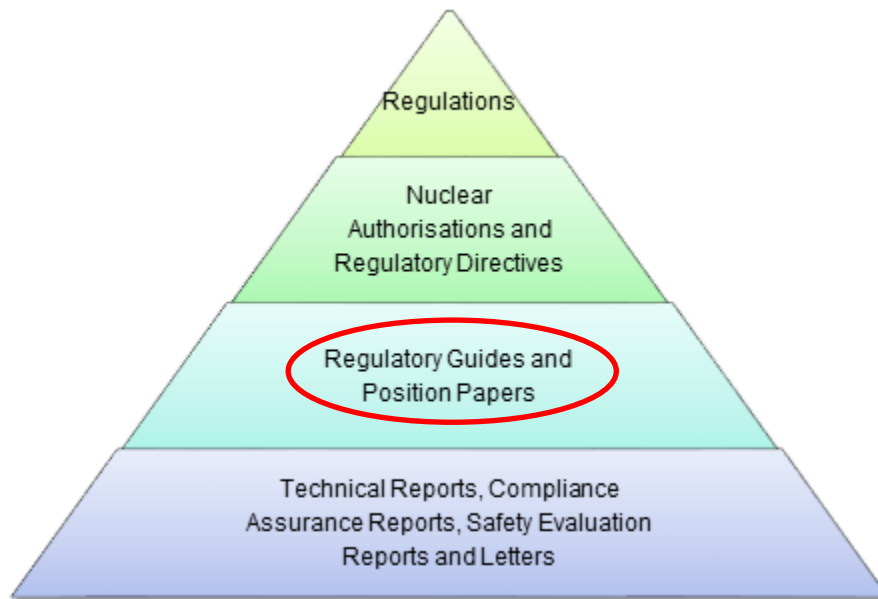 Regulations
Nuclear
Authorisations and
Regulatory Directives
Regulatory Guides and
Position Papers
Technical Reports, Compliance
Assurance Reports, Safety Evaluation
Reports and Letters